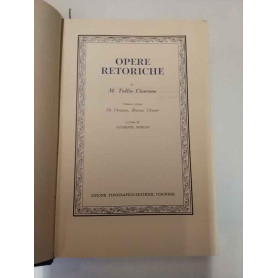 OPERE
RETORICHE
di
M. Tullio Cicerone
Volume primo
De Oratore, Brutus, Orator
a cura di
GIUSEPPE NORCIO
UNIONE TIPOGRAFICO-EDITRICE TORINESE